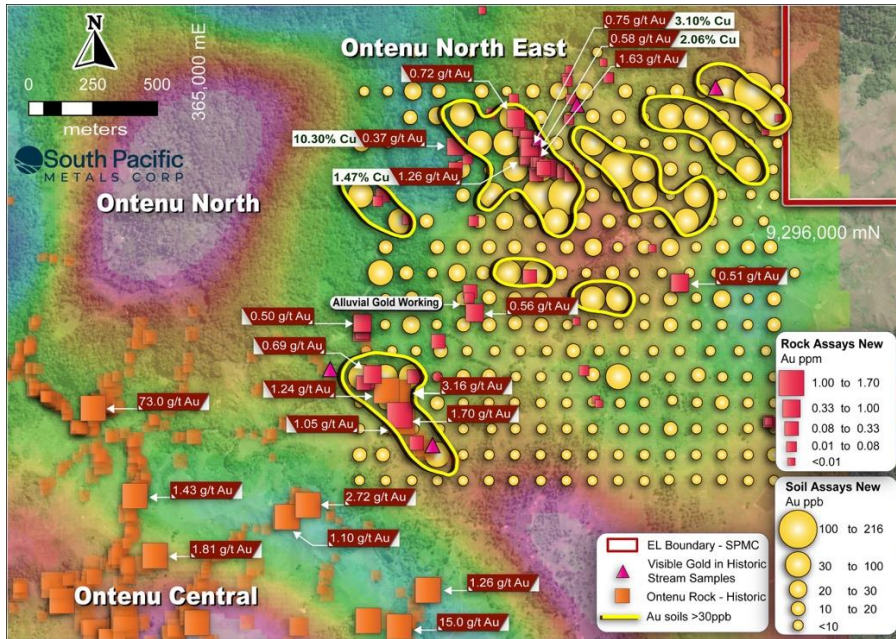 N
0 250 500
meters
South Pacific
METALS CORP
365,000 mE
Ontenu North East
0.75 g/t Au 3.10% Cu
0.58 g/t Au 2.06% Cu
1.63 g/t Au
0.72 g/t Au
10.30% Cu 0.37 g/t Au
1.47% Cu 1.26 g/t Au
Ontenu North
9,296,000 mN
0.51 g/t Au
Alluvial Gold Working
0.56 g/t Au
0.50 g/t Au
0.69 g/t Au
1.24 g/t Au
3.16 g/t Au
73.0 g/t Au
1.70 g/t Au
1.05 g/t Au
1.43 g/t Au
2.72 g/t Au
1.10 g/t Au
1.81 g/t Au
Ontenu Central
1.26 g/t Au
15.0 g/t Au
Rock Assays New
Au ppm
1.00 to 1.70
0.33 to 1.00
0.08 to 0.33
0.01 to 0.08
<0.01
Soil Assays New
Au ppb
100 to 216
30 to 100
20 to 30
10 to 20
<10
EL Boundary - SPMC
Visible Gold in Historic
Stream Samples
Ontenu Rock - Historic
Au soils >30ppb